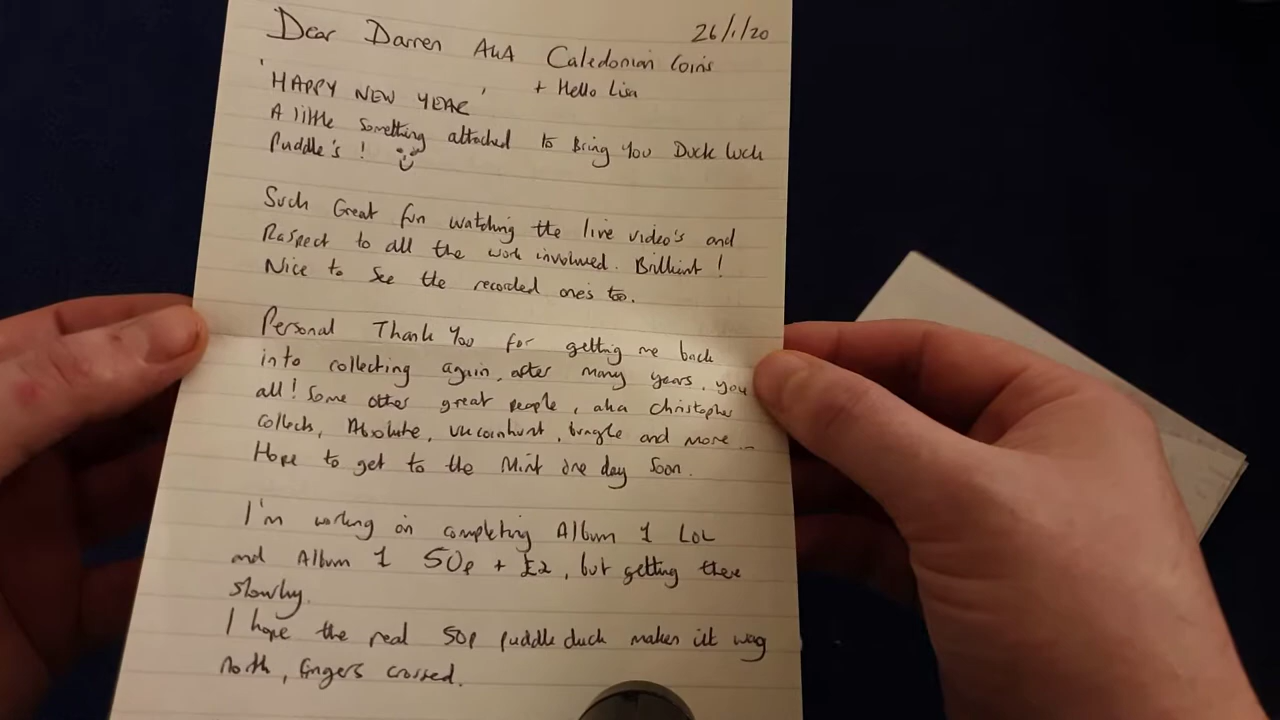 26/1/20
Dear Darren AKA Caledonian Coins
'HAPPY NEW YEAR' + Hello Lisa
A little something attached to Bring You Duck Luck
Puddle's !
Such Great fun watching the live video's and
Respect to all the work involved. Brilliant !
Nice to see the recorded one's too.
Personal Thank You for getting me back
into collecting again, after many years, you
all! Some other great people, aka christopher
collects, Absolute, ukcoinhunt, bragle and more ...
Hope to get to the Mint one day soon.
I'm working on completing Album 1 LOL
and Album 1 50p + £2, but getting there
slowly.
I hope the real 50p puddle duck makes it wag
North, fingers crossed.